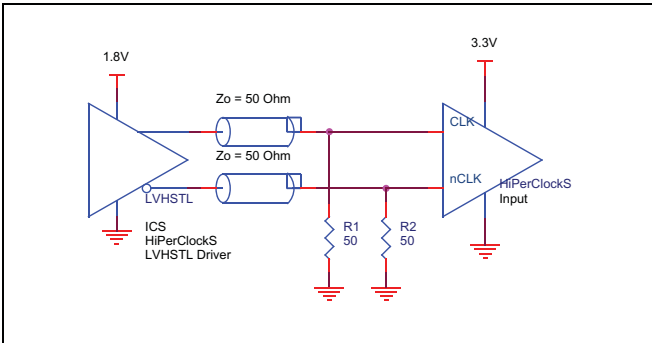 1.8V
3.3V
Zo = 50 Ohm
CLK
Zo = 50 Ohm
nCLK
HiPerClockS
Input
LVHSTL
ICS
HiPerClockS
LVHSTL Driver
R1
50
R2
50